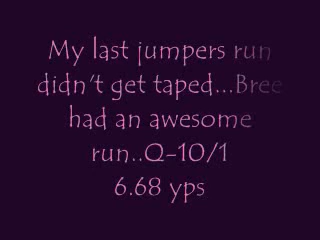 My last jumpers run
didn't get taped...Bree
had an awesome
run..Q-10/1
6.68 yps